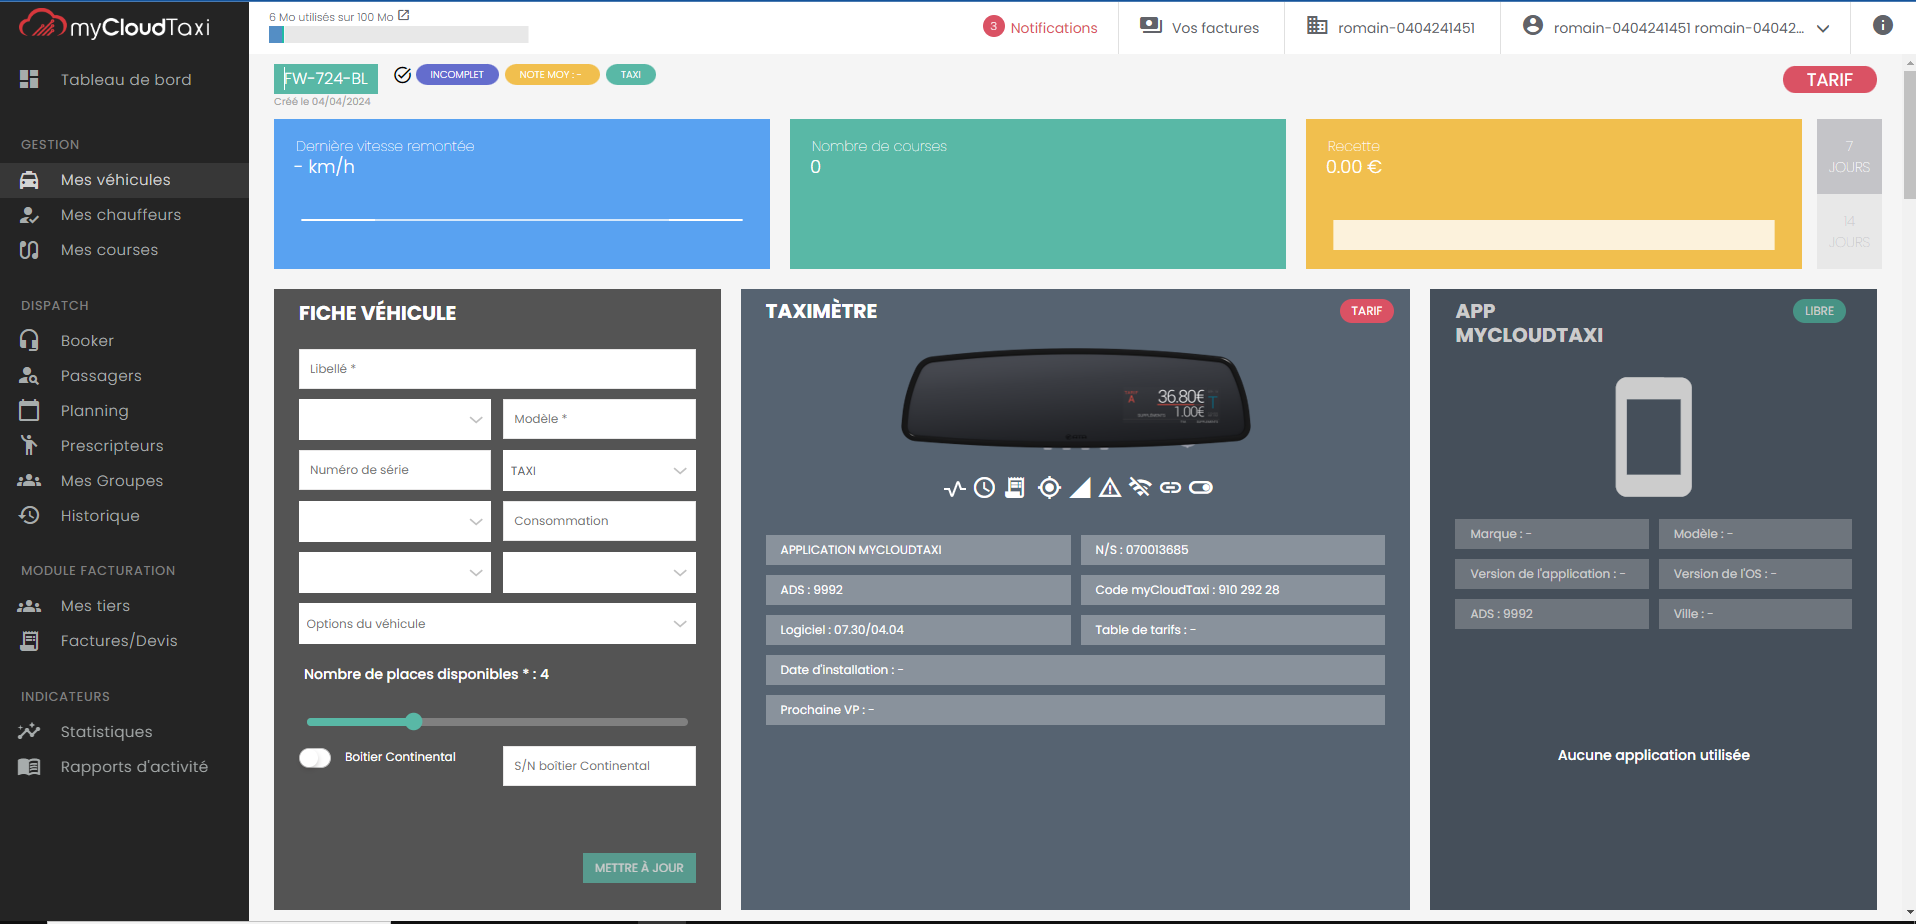 myCloudTaxi
6 Mo utilisés sur 100 Mo
3 Notifications
Vos factures
romain-0404241451
romain-0404241451 romain-04042...
Tableau de bord
GESTION
Mes véhicules
Mes chauffeurs
Mes courses
DISPATCH
Booker
Passagers
Planning
Prescripteurs
Mes Groupes
Historique
MODULE FACTURATION
Mes tiers
Factures/Devis
INDICATEURS
Statistiques
Rapports d'activité
FW-724-BL
INCOMPLET
NOTE MOY : -
TAXI
TARIF
Créé le 04/04/2024
Dernière vitesse remontée
- km/h
Nombre de courses
0
Recette
0.00 €
7
JOURS
14
JOURS
FICHE VÉHICULE
Libellé *
Modèle *
Numéro de série
TAXI
Consommation
Options du véhicule
Nombre de places disponibles * : 4
Boitier Continental
S/N boîtier Continental
METTRE À JOUR
TAXIMÈTRE
TARIF
A
36.80€
T
1.00€
APPLICATION MYCLOUDTAXI
N/S : 070013685
ADS : 9992
Code myCloudTaxi : 910 292 28
Logiciel : 07.30/04.04
Table de tarifs : -
Date d'installation : -
Prochaine VP : -
APP
MYCLOUDTAXI
LIBRE
Marque : -
Modèle : -
Version de l'application : -
Version de l'OS : -
ADS : 9992
Ville : -
Aucune application utilisée